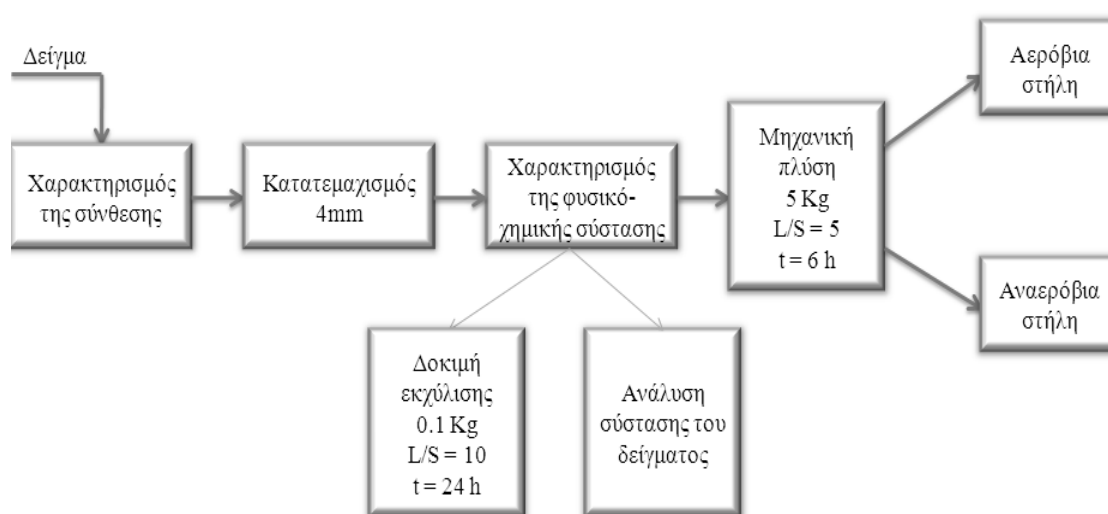 Δείγμα
Χαρακτηρισμός
της σύνθεσης
Κατατεμαχισμός
4mm
Χαρακτηρισμός
της φυσικό-
χημικής σύστασης
Μηχανική
πλύση
5 Kg
L/S = 5
t = 6 h
Αερόβια
στήλη
Αναερόβια
στήλη
Δοκιμή
εκχύλισης
0.1 Kg
L/S = 10
t = 24 h
Ανάλυση
σύστασης του
δείγματος